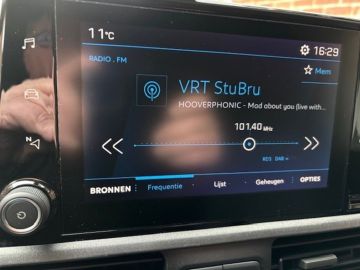 11°C
16:29
RADIO . FM
Mem
VRT StuBru
HOOVERPHONIC - Mad about you (live with...
101,40 MHz
N
RDS DAB
BRONNEN Frequentie Lijst Geheugen OPTIES